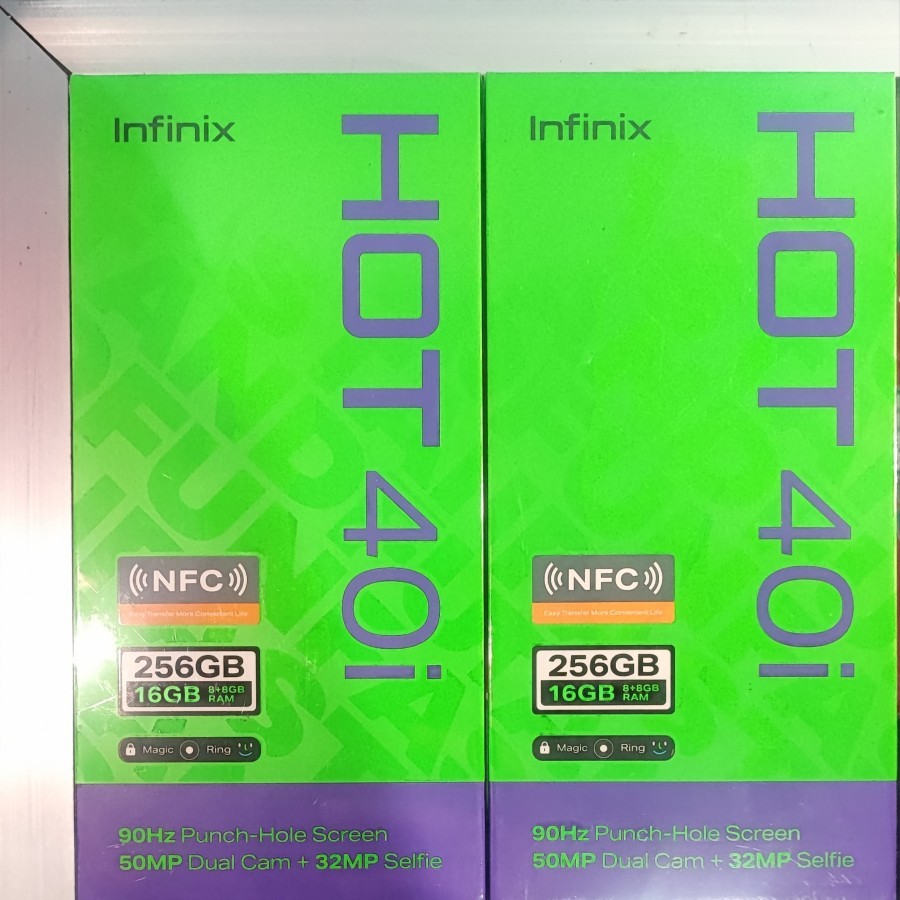 Infinix
HOT 40i
((NFC))
Easy Transfer More Convenient Life
256GB
16GB 8+8GB
RAM
Magic Ring
90Hz Punch-Hole Screen
50MP Dual Cam + 32MP Selfie
Infinix
HOT 40i
((NFC))
Easy Transfer More Convenient Life
256GB
16GB 8+8GB
RAM
Magic Ring
90Hz Punch-Hole Screen
50MP Dual Cam + 32MP Selfie